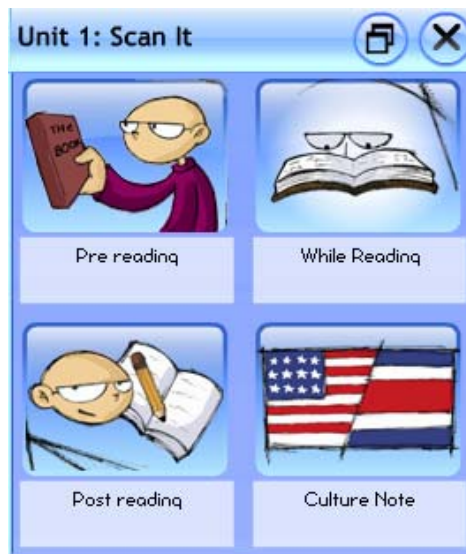 Unit 1: Scan It
THE
BOOK
Pre reading
While Reading
Post reading
Culture Note